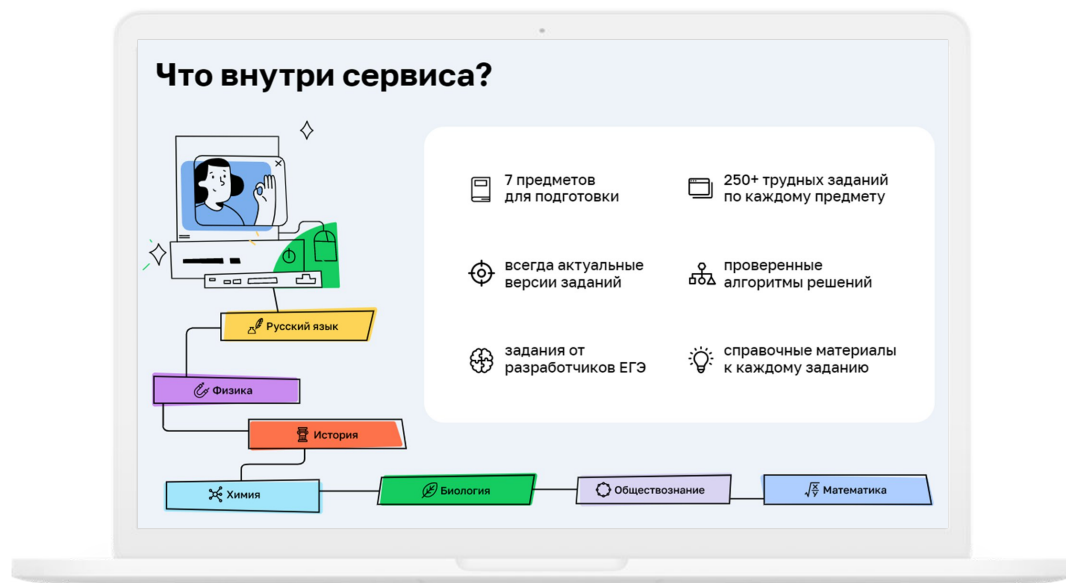 Что внутри сервиса?
7 предметов
для подготовки
250+ трудных заданий
по каждому предмету
всегда актуальные
версии заданий
проверенные
алгоритмы решений
задания от
разработчиков ЕГЭ
справочные материалы
к каждому заданию
Русский язык
Физика
История
Химия
Биология
Обществознание
Математика